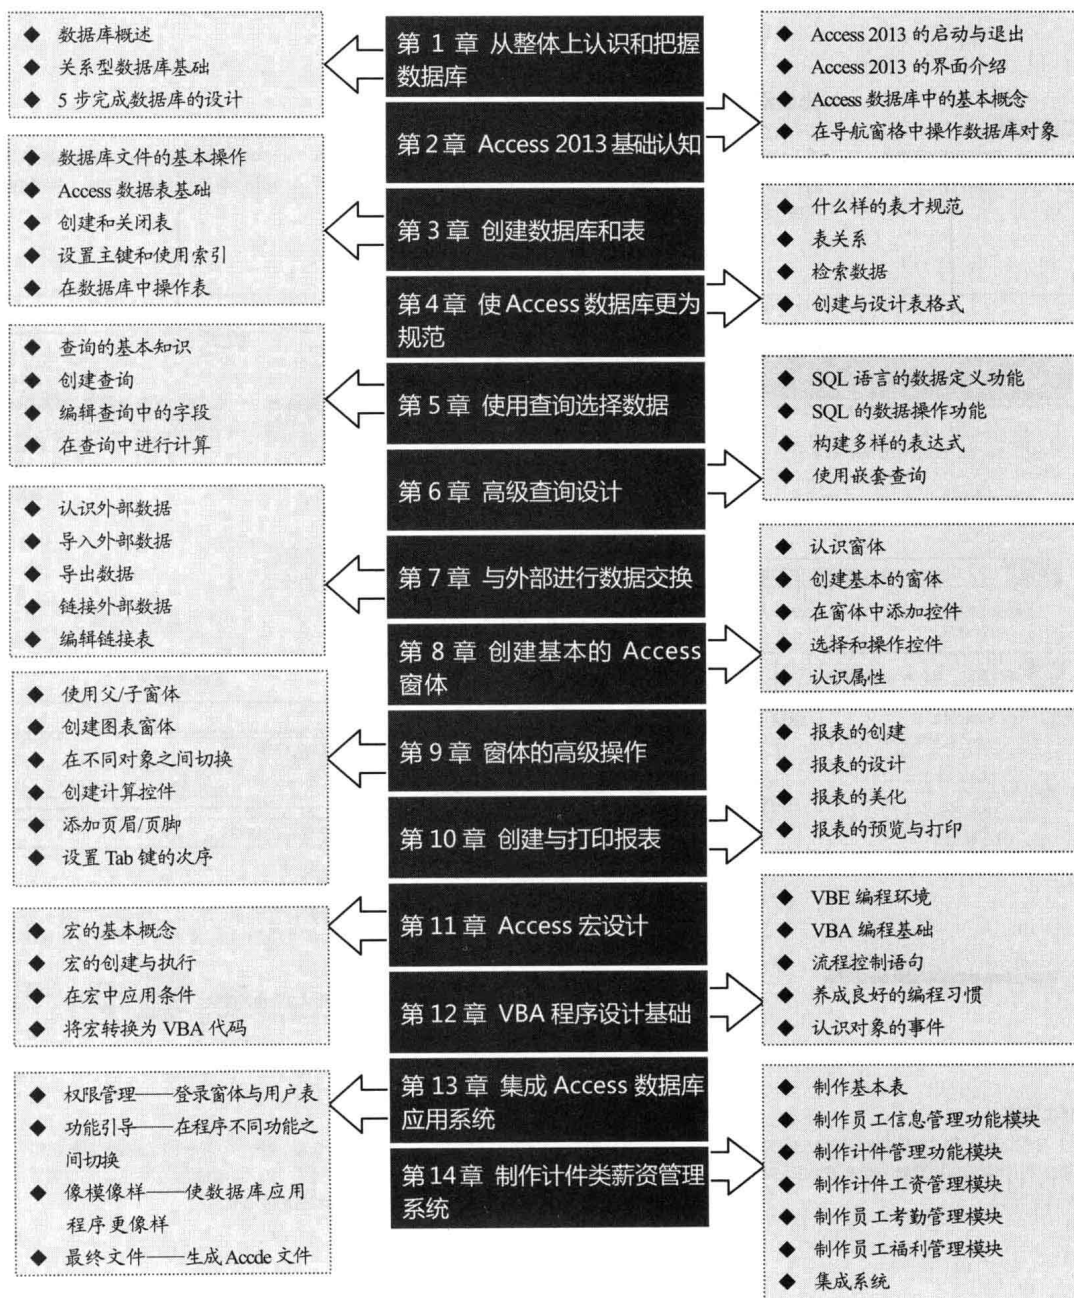 ◆ 数据库概述
◆ 关系型数据库基础
◆ 5 步完成数据库的设计
第 1 章 从整体上认识和把握
数据库
第 2 章 Access 2013 基础认知
◆ Access 2013 的启动与退出
◆ Access 2013 的界面介绍
◆ Access 数据库中的基本概念
◆ 在导航窗格中操作数据库对象
◆ 数据库文件的基本操作
◆ Access 数据表基础
◆ 创建和关闭表
◆ 设置主键和使用索引
◆ 在数据库中操作表
第 3 章 创建数据库和表
第 4 章 使 Access 数据库更为
规范
◆ 什么样的表才规范
◆ 表关系
◆ 检索数据
◆ 创建与设计表格式
◆ 查询的基本知识
◆ 创建查询
◆ 编辑查询中的字段
◆ 在查询中进行计算
第 5 章 使用查询选择数据
第 6 章 高级查询设计
◆ SQL 语言的数据定义功能
◆ SQL 的数据操作功能
◆ 构建多样的表达式
◆ 使用嵌套查询
◆ 认识外部数据
◆ 导入外部数据
◆ 导出数据
◆ 链接外部数据
◆ 编辑链接表
第 7 章 与外部进行数据交换
第 8 章 创建基本的 Access
窗体
◆ 认识窗体
◆ 创建基本的窗体
◆ 在窗体中添加控件
◆ 选择和操作控件
◆ 认识属性
◆ 使用父/子窗体
◆ 创建图表窗体
◆ 在不同对象之间切换
◆ 创建计算控件
◆ 添加页眉/页脚
◆ 设置 Tab 键的次序
第 9 章 窗体的高级操作
第 10 章 创建与打印报表
◆ 报表的创建
◆ 报表的设计
◆ 报表的美化
◆ 报表的预览与打印
◆ 宏的基本概念
◆ 宏的创建与执行
◆ 在宏中应用条件
◆ 将宏转换为 VBA 代码
第 11 章 Access 宏设计
第 12 章 VBA 程序设计基础
◆ VBE 编程环境
◆ VBA 编程基础
◆ 流程控制语句
◆ 养成良好的编程习惯
◆ 认识对象的事件
◆ 权限管理——登录窗体与用户表
◆ 功能引导——在程序不同功能之
间切换
◆ 像模像样——使数据库应用
程序更像样
◆ 最终文件——生成 Accde 文件
第 13 章 集成 Access 数据库
应用系统
第 14 章 制作计件类薪资管理
系统
◆ 制作基本表
◆ 制作员工信息管理功能模块
◆ 制作计件管理功能模块
◆ 制作计件工资管理模块
◆ 制作员工考勤管理模块
◆ 制作员工福利管理模块
◆ 集成系统